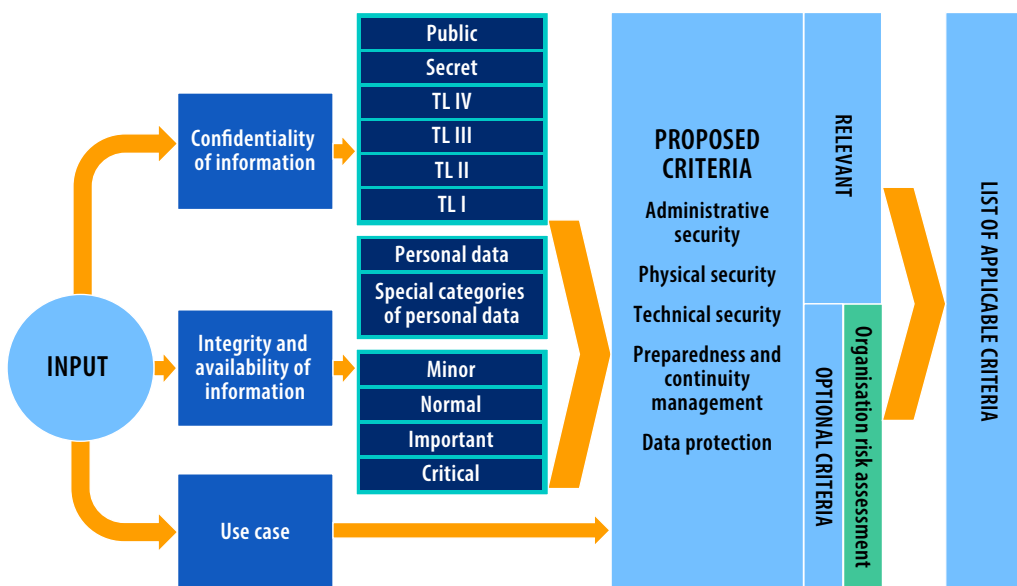 INPUT
Confidentiality
of information
Public
Secret
TL IV
TL III
TL II
TL I
Personal data
Special categories
of personal data
Integrity and
availability of
information
Minor
Normal
Important
Critical
Use case
PROPOSED
CRITERIA
Administrative
security
Physical security
Technical security
Preparedness and
continuity
management
Data protection
RELEVANT
OPTIONAL CRITERIA
Organisation risk assessment
LIST OF APPLICABLE CRITERIA